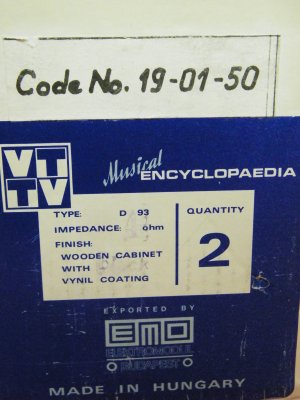 Code No. 19-01-50
VT
TV
Musical
ENCYCLOPAEDIA
TYPE: D 93
IMPEDANCE: ohm
FINISH:
WOODEN CABINET
WITH
VYNIL COATING
QUANTITY
2
EXPORTED BY
EMO
ELEKTROMODUL
BUDAPEST
MADE IN HUNGARY